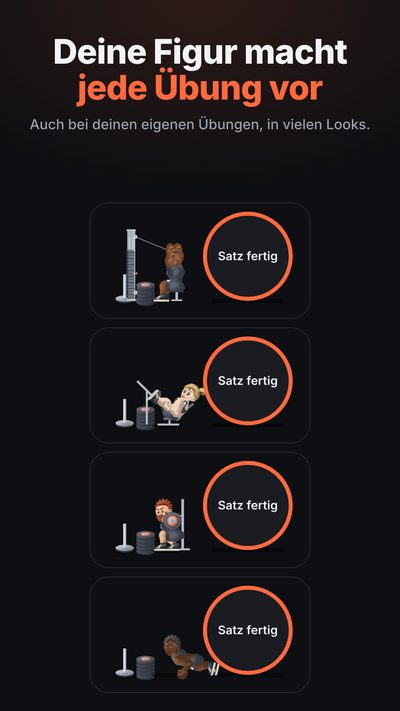 Deine Figur macht
jede Übung vor
Auch bei deinen eigenen Übungen, in vielen Looks.
Satz fertig
Satz fertig
Satz fertig
Satz fertig